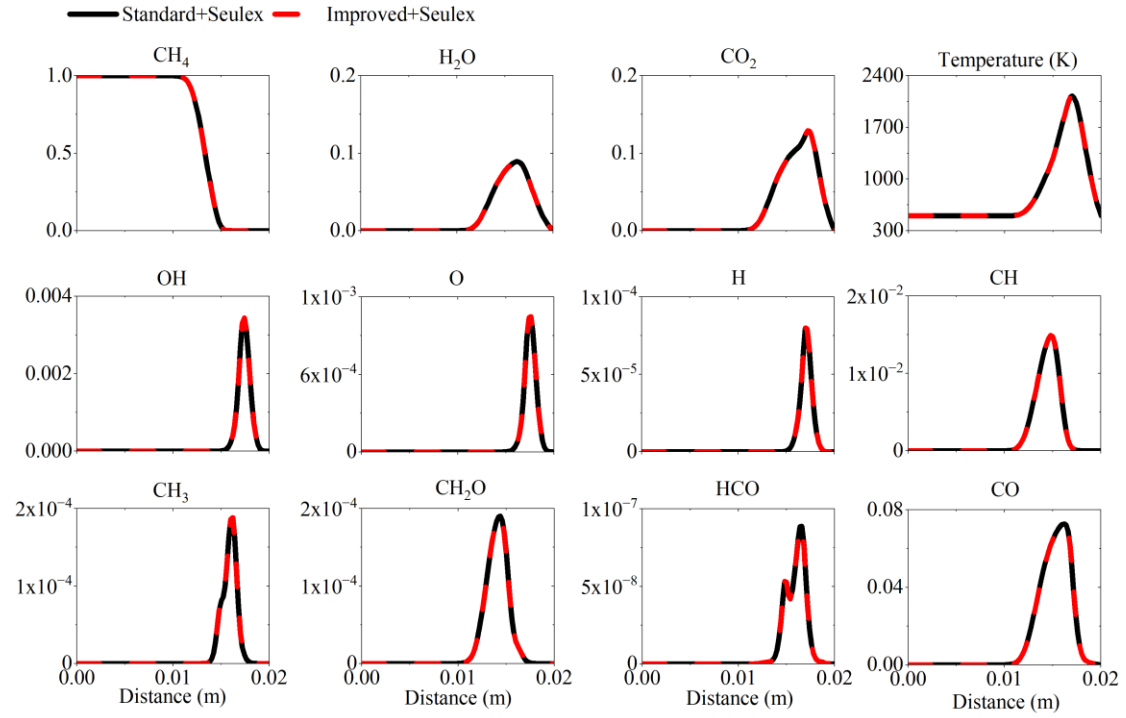 Standard+Seulex Improved+Seulex
CH₄ H₂O CO₂ Temperature (K)
1.0 0.2 0.2 2400
1700
0.5 0.1 0.1 1000
0.0 0.0 0.0 300
OH O H CH
0.004 1x10⁻³ 1x10⁻⁴ 2x10⁻²
0.002 6x10⁻⁴ 5x10⁻⁵ 1x10⁻²
0.000 0 0 0
CH₃ CH₂O HCO CO
2x10⁻⁴ 2x10⁻⁴ 1x10⁻⁷ 0.08
1x10⁻⁴ 1x10⁻⁴ 5x10⁻⁸ 0.04
0 0 0 0.00
0.00 0.01 0.02 0.00 0.01 0.02 0.00 0.01 0.02 0.00 0.01 0.02
Distance (m) Distance (m) Distance (m) Distance (m)